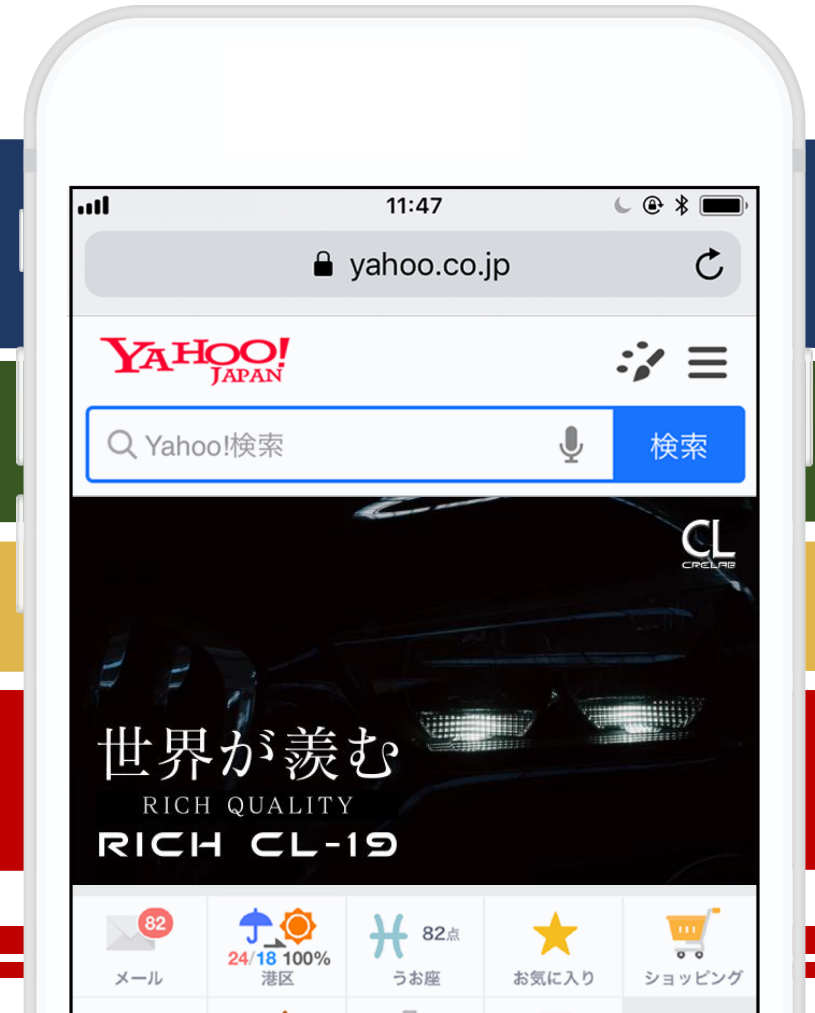 11:47
yahoo.co.jp
YAHOO!
JAPAN
Yahoo!検索
検索
CL
CRELAB
世界が羨む
RICH QUALITY
RICH CL-19
82
24/18 100%
82点
メール
港区
うお座
お気に入り
ショッピング